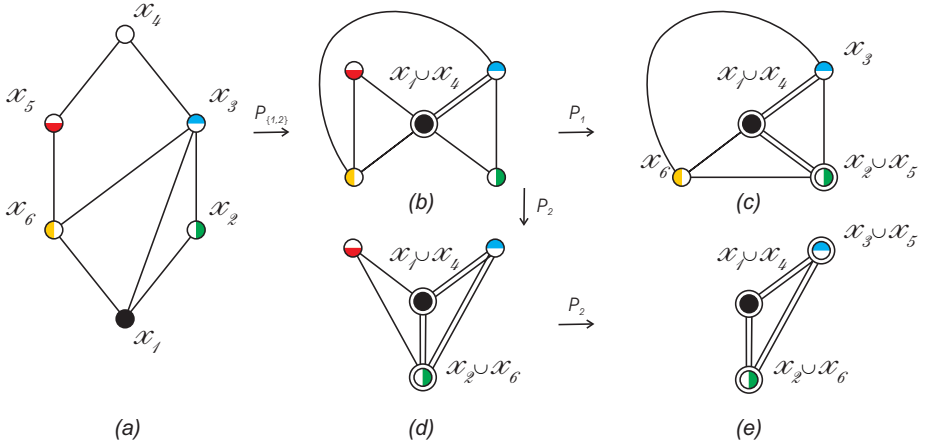 x₄
x₅
x₃
x₆
x₂
x₁
(a)
P{1,2}
x₁∪x₄
(b)
P₁
x₃
x₁∪x₄
x₆
x₂∪x₅
(c)
P₂
x₁∪x₄
x₂∪x₆
(d)
P₂
x₃∪x₅
x₁∪x₄
x₂∪x₆
(e)